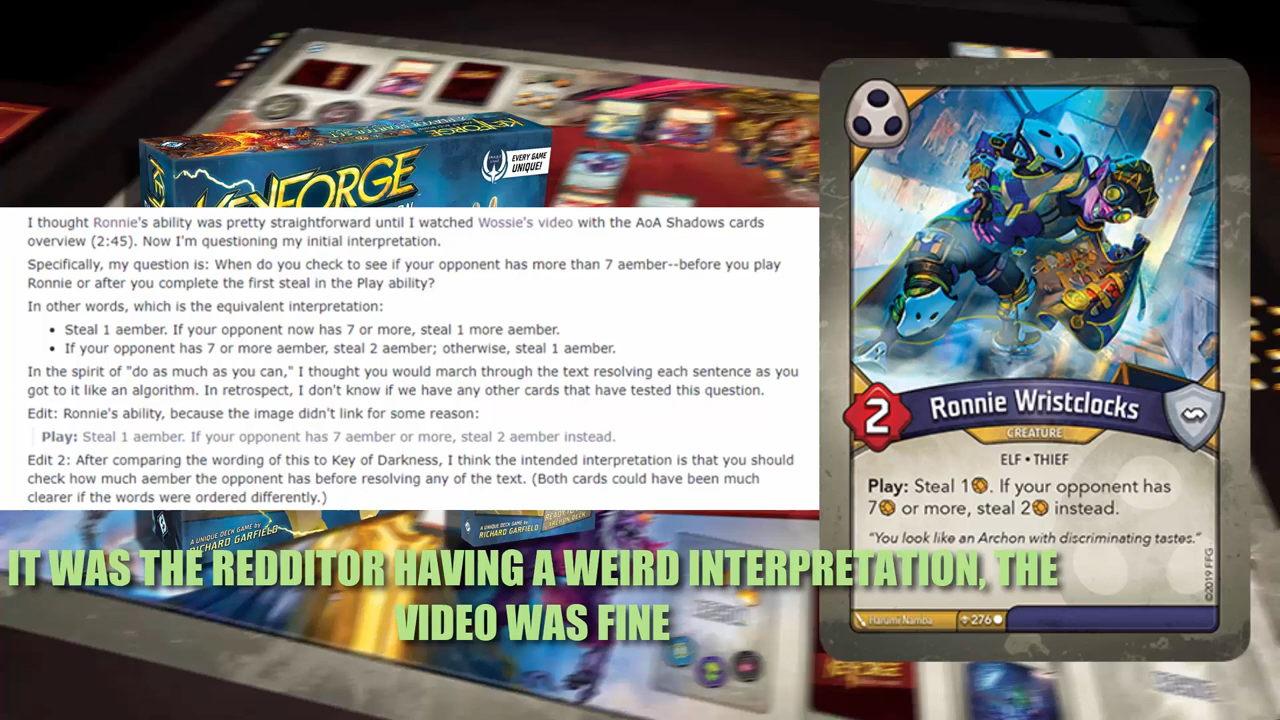 KEYFORGE
EVERY GAME
UNIQUE!
I thought Ronnie's ability was pretty straightforward until I watched Wossie's video with the AoA Shadows cards
overview (2:45). Now I'm questioning my initial interpretation.
Specifically, my question is: When do you check to see if your opponent has more than 7 aember--before you play
Ronnie or after you complete the first steal in the Play ability?
In other words, which is the equivalent interpretation:
• Steal 1 aember. If your opponent now has 7 or more, steal 1 more aember.
• If your opponent has 7 or more aember, steal 2 aember; otherwise, steal 1 aember.
In the spirit of "do as much as you can," I thought you would march through the text resolving each sentence as you
got to it like an algorithm. In retrospect, I don't know if we have any other cards that have tested this question.
Edit: Ronnie's ability, because the image didn't link for some reason:
Play: Steal 1 aember. If your opponent has 7 aember or more, steal 2 aember instead.
Edit 2: After comparing the wording of this to Key of Darkness, I think the intended interpretation is that you should
check how much aember the opponent has before resolving any of the text. (Both cards could have been much
clearer if the words were ordered differently.)
A UNIQUE DECK GAME BY
RICHARD GARFIELD
A UNIQUE DECK GAME BY
RICHARD GARFIELD
IT WAS THE REDDITOR HAVING A WEIRD INTERPRETATION, THE
VIDEO WAS FINE
2
Ronnie Wristclocks
CREATURE
ELF • THIEF
Play: Steal 1. If your opponent has
7 or more, steal 2 instead.
"You look like an Archon with discriminating tastes."
©2019 FFG
Harumi Namba
276